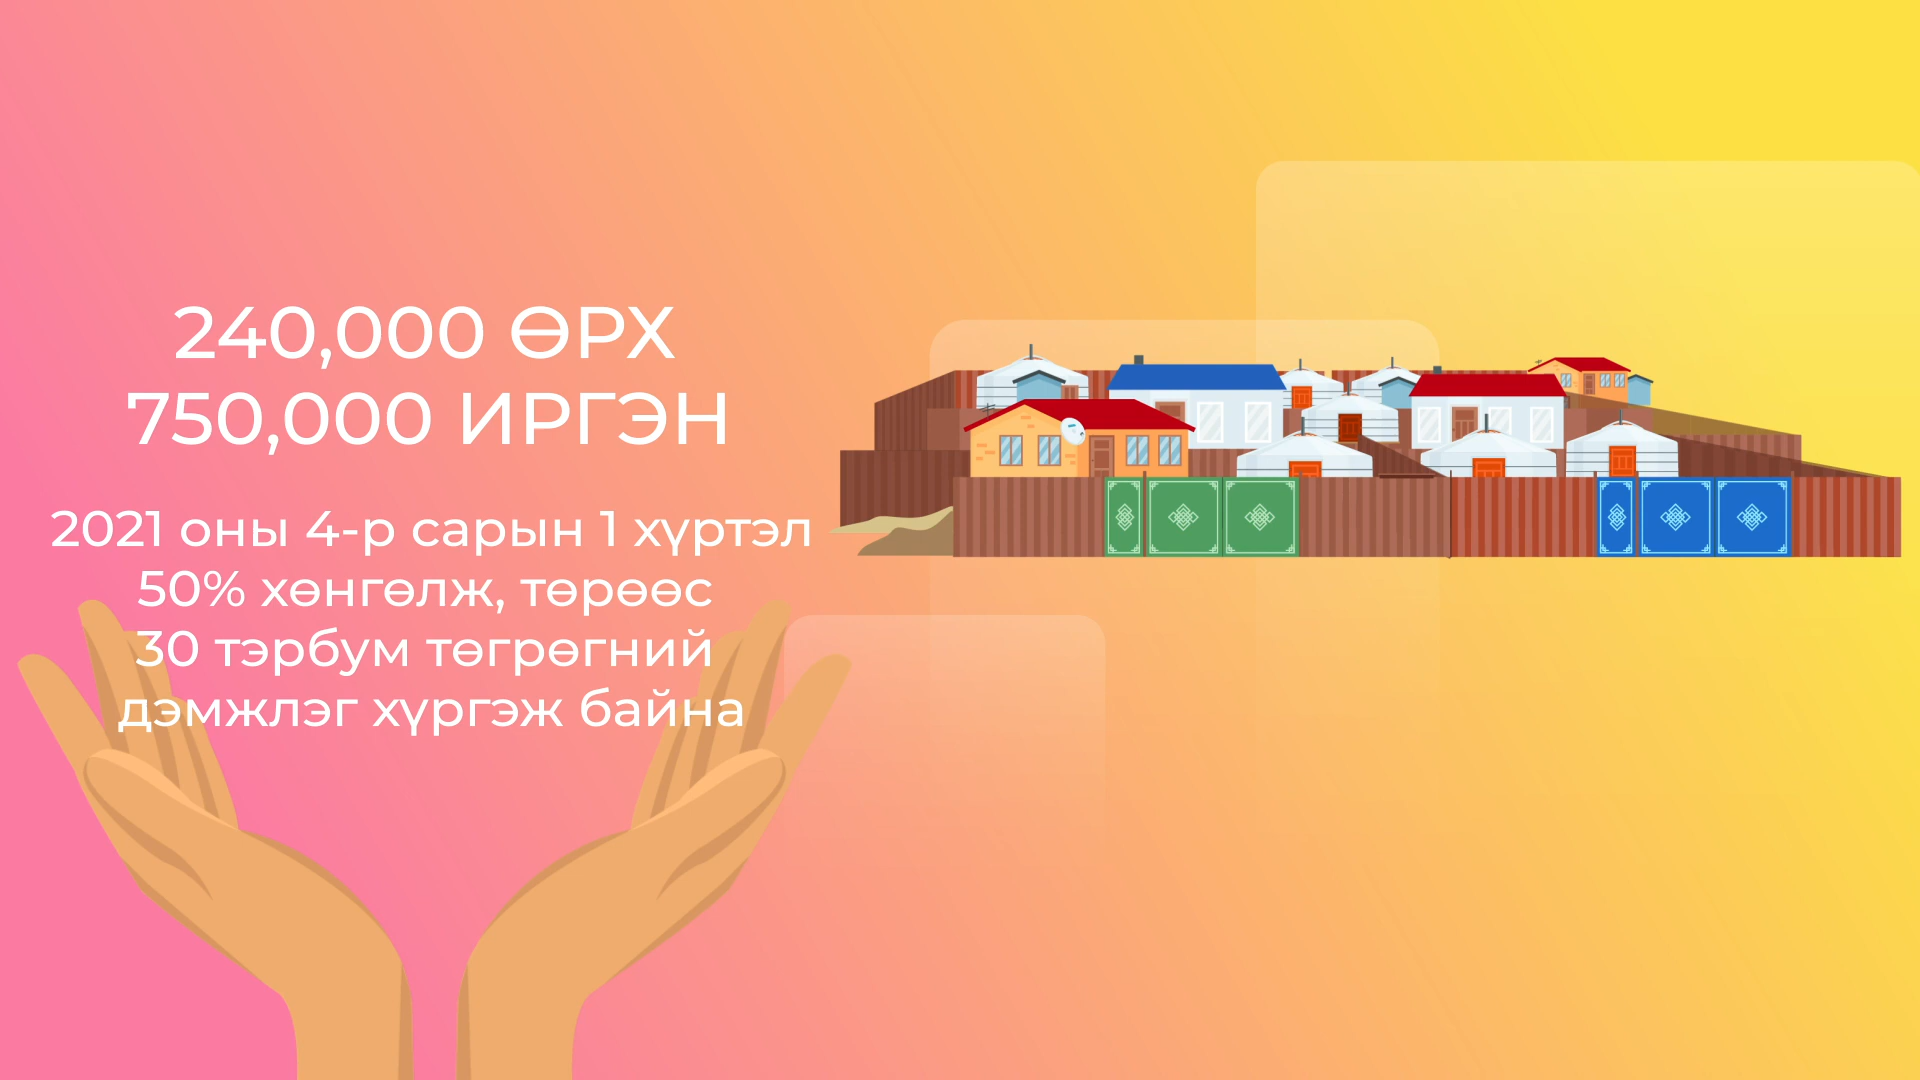 240,000 ӨРХ
750,000 ИРГЭН
2021 оны 4-р сарын 1 хүртэл
50% хөнгөлж, төрөөс
30 тэрбум төгрөгний
дэмжлэг хүргэж байна